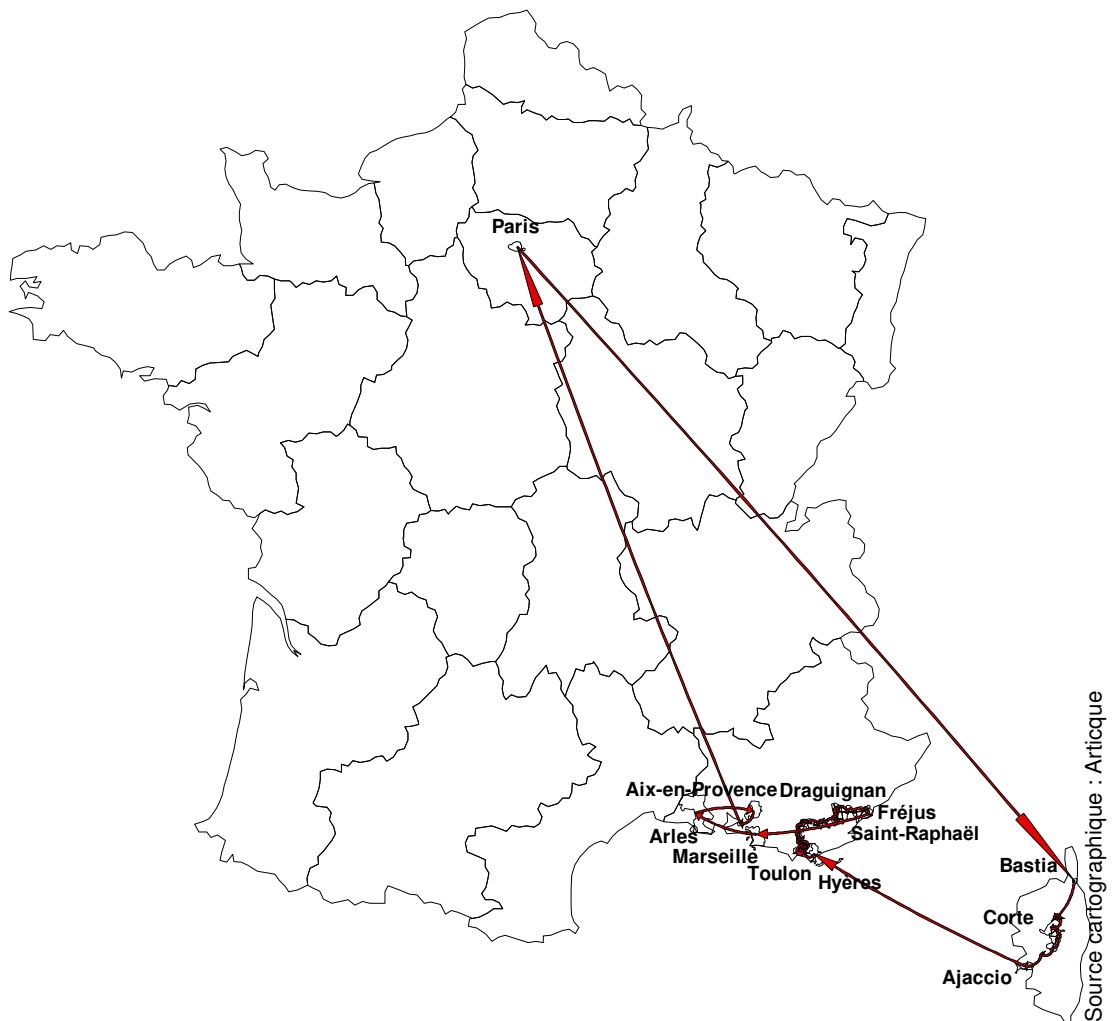 Paris
Aix-en-Provence
Draguignan
Fréjus
Saint-Raphaël
Arles
Marseille
Toulon
Hyères
Bastia
Corte
Ajaccio
Source cartographique : Articque